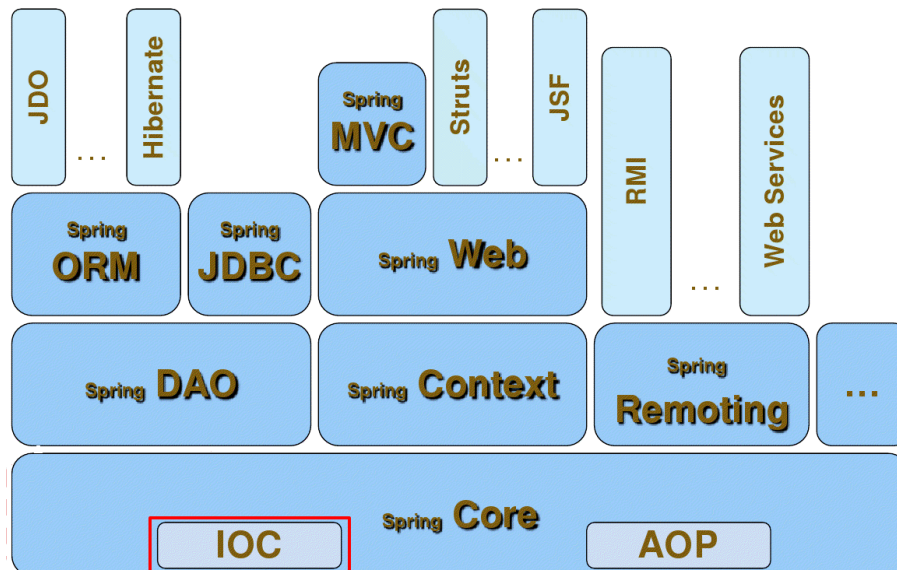 JDO
...
Hibernate
Spring
MVC
Struts
...
JSF
RMI
...
Web Services
Spring
ORM
Spring
JDBC
Spring Web
Spring DAO
Spring Context
Spring
Remoting
...
Spring Core
IOC
AOP